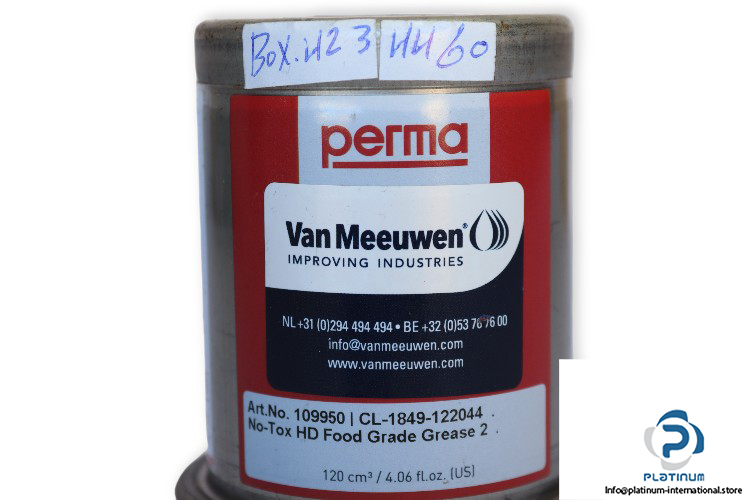 BOX.H23 HH60
perma
Van Meeuwen®
IMPROVING INDUSTRIES
NL +31 (0)294 494 494 • BE +32 (0)53 76 76 00
info@vanmeeuwen.com
www.vanmeeuwen.com
Art.No. 109950 | CL-1849-122044
No-Tox HD Food Grade Grease 2
120 cm³ / 4.06 fl.oz. (US)
PLATINUM
Info@platinum-international.store